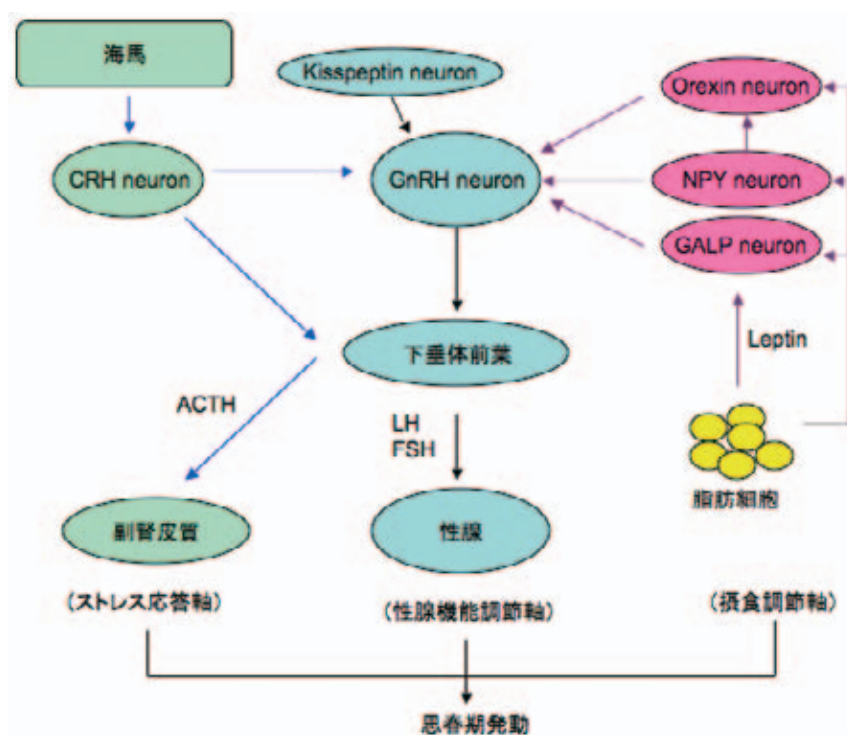 海馬
Kisspeptin neuron
Orexin neuron
CRH neuron
GnRH neuron
NPY neuron
GALP neuron
下垂体前葉
Leptin
ACTH
LH
FSH
脂肪細胞
副腎皮質
性腺
(ストレス応答軸)
(性腺機能調節軸)
(摂食調節軸)
思春期発動